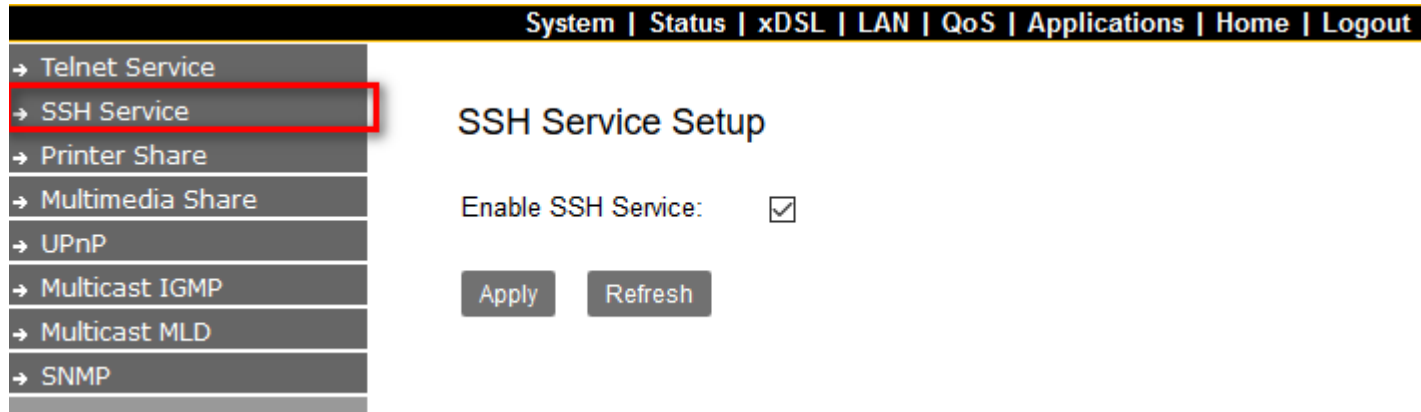 System | Status | xDSL | LAN | QoS | Applications | Home | Logout
Telnet Service
SSH Service
Printer Share
Multimedia Share
UPnP
Multicast IGMP
Multicast MLD
SNMP
SSH Service Setup
Enable SSH Service:
Apply Refresh